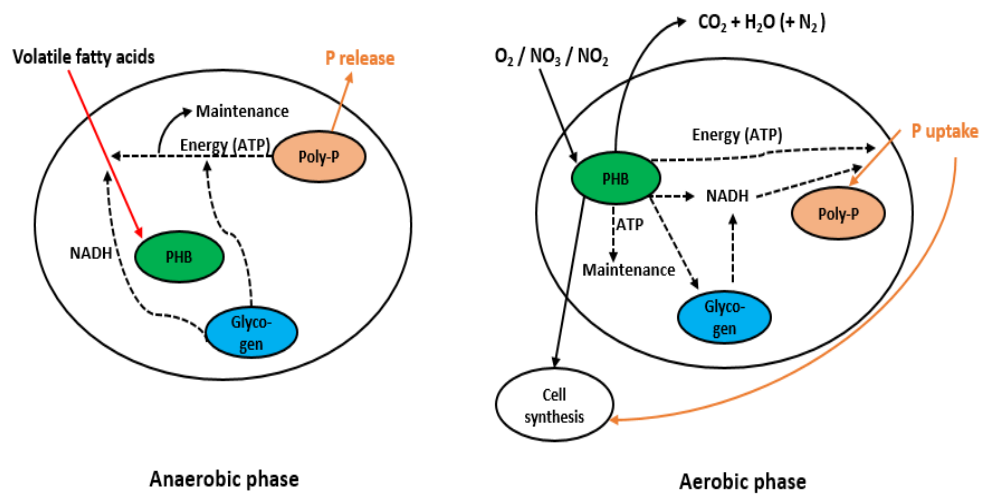 Volatile fatty acids
P release
Maintenance
Energy (ATP)
Poly-P
NADH
PHB
Glyco-
gen
Anaerobic phase
CO2 + H2O (+ N2 )
O2 / NO3 / NO2
Energy (ATP)
P uptake
PHB
NADH
Poly-P
ATP
Maintenance
Glyco-
gen
Cell
synthesis
Aerobic phase